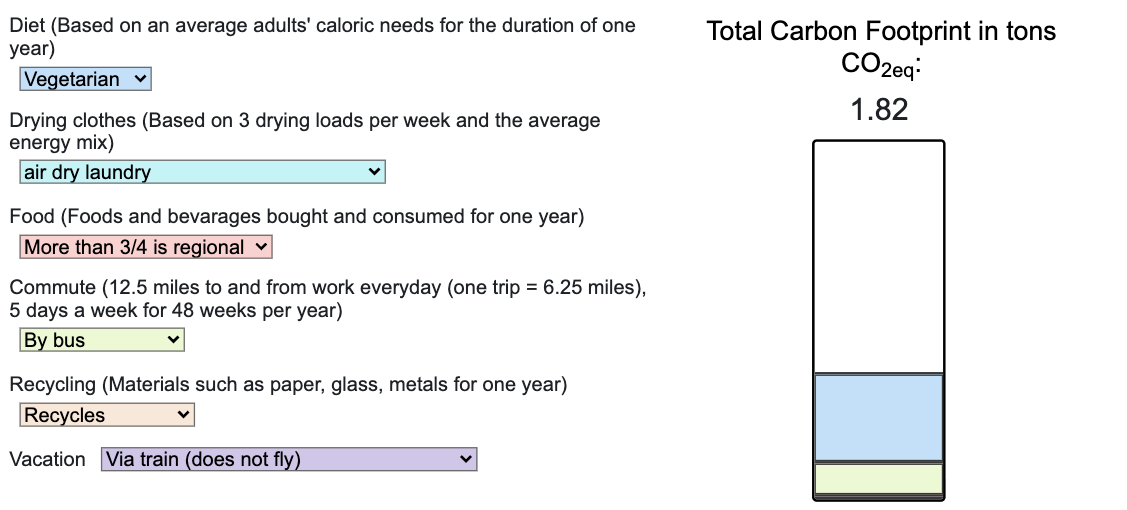 Diet (Based on an average adults' caloric needs for the duration of one
year)
Vegetarian
Drying clothes (Based on 3 drying loads per week and the average
energy mix)
air dry laundry
Food (Foods and bevarages bought and consumed for one year)
More than 3/4 is regional
Commute (12.5 miles to and from work everyday (one trip = 6.25 miles),
5 days a week for 48 weeks per year)
By bus
Recycling (Materials such as paper, glass, metals for one year)
Recycles
Vacation Via train (does not fly)
Total Carbon Footprint in tons
CO2eq:
1.82